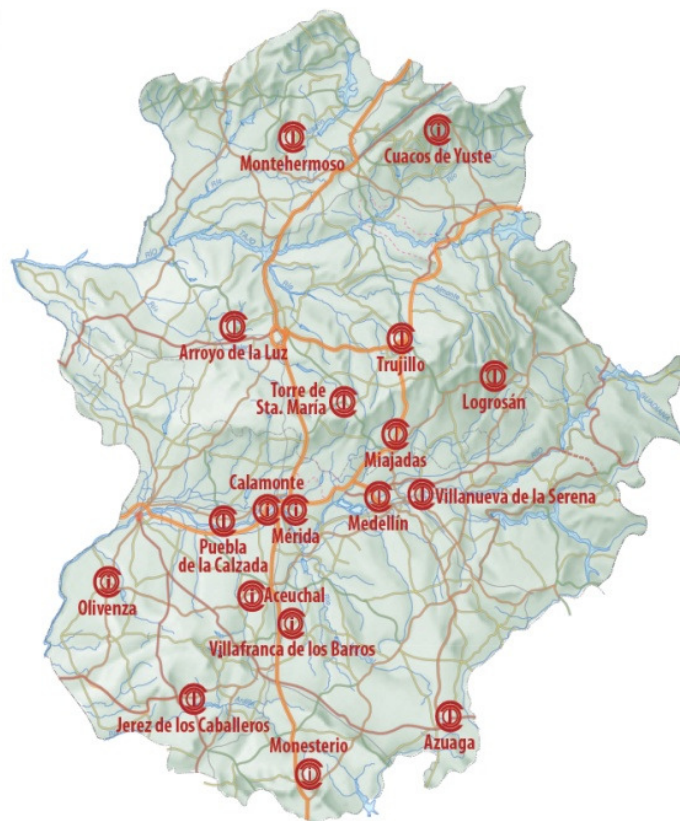 Montehermoso
Cuacos de Yuste
RÍO
TAJO
Arroyo de la Luz
Trujillo
Torre de
Sta. María
Logrosán
Miajadas
Calamonte
Mérida
Medellín
Villanueva de la Serena
Puebla
de la Calzada
Olivenza
Aceuchal
Villafranca de los Barros
Jerez de los Caballeros
Azuaga
Monesterio